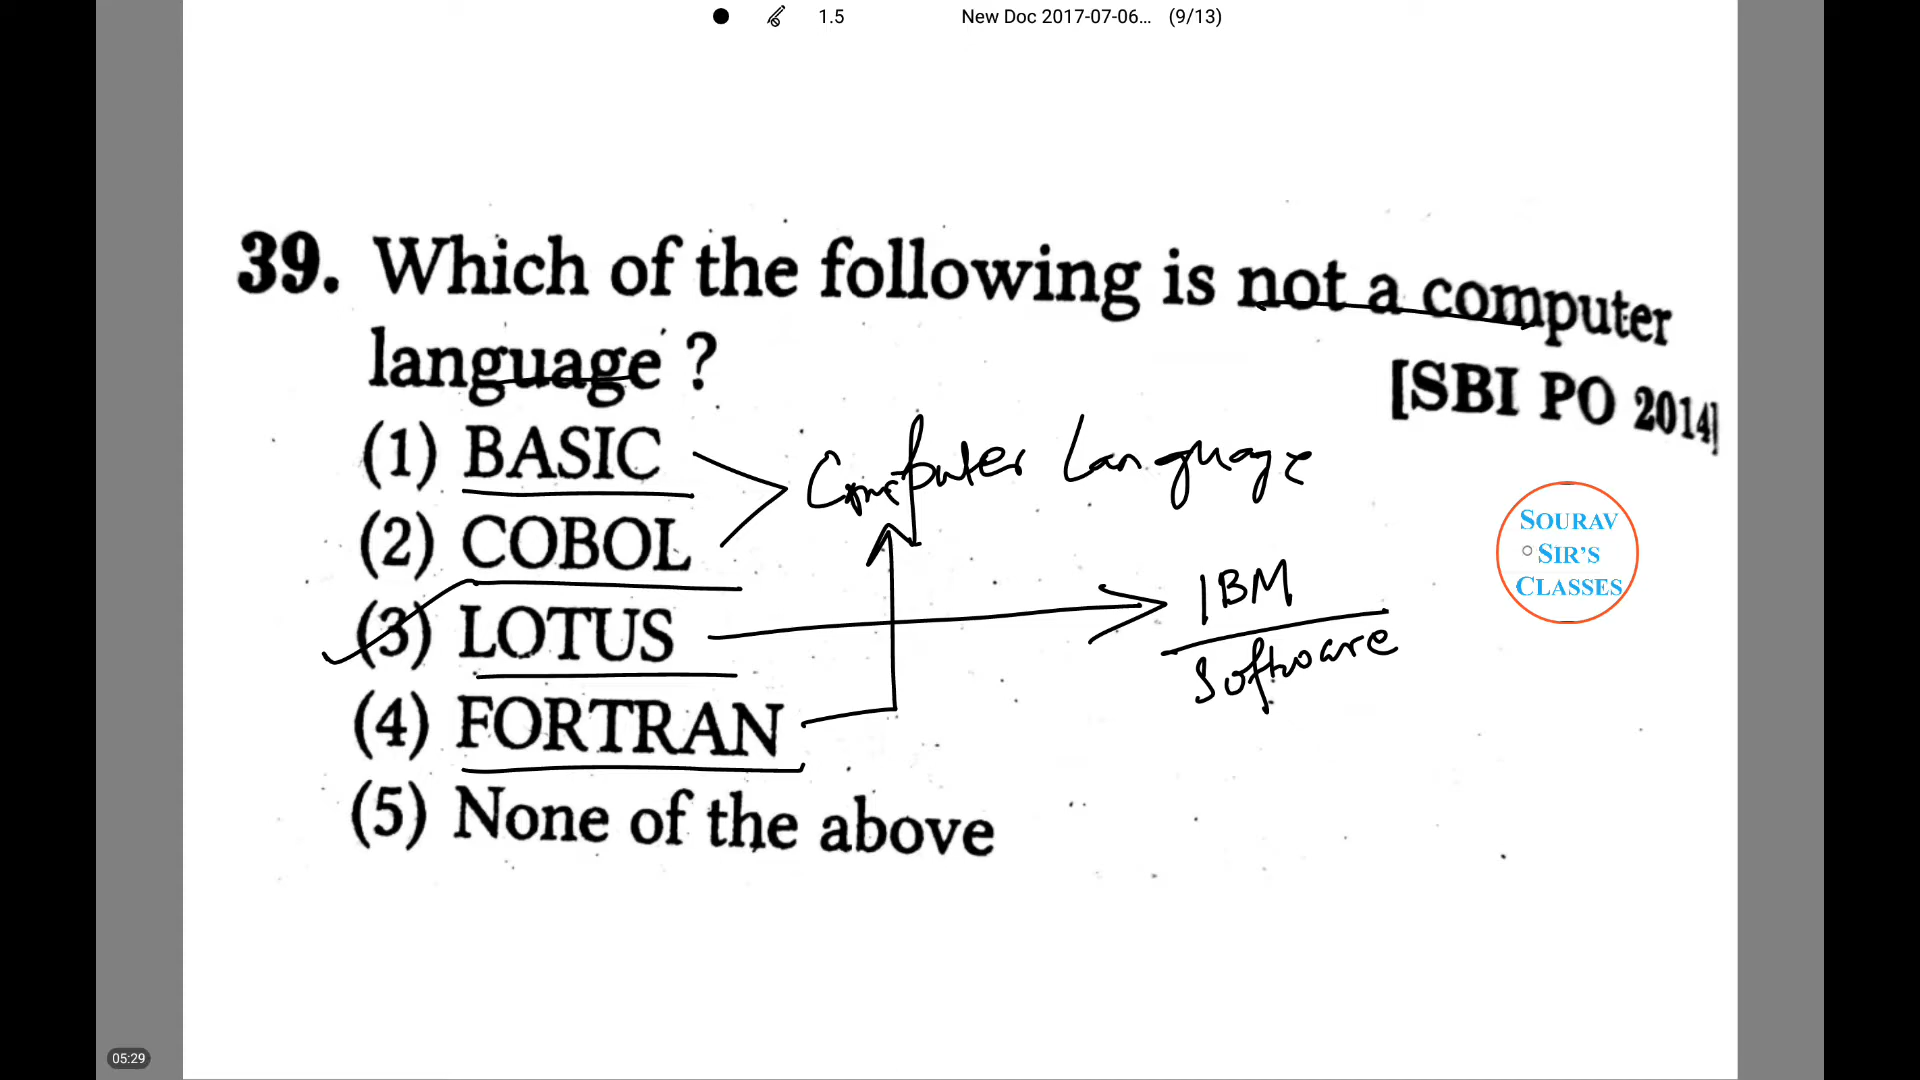 1.5 New Doc 2017-07-06... (9/13)
39. Which of the following is not a computer
language ?
[SBI PO 2014]
(1) BASIC
Computer Language
(2) COBOL
SOURAV
SIR'S
CLASSES
(3) LOTUS
IBM
Software
(4) FORTRAN
(5) None of the above
05:29